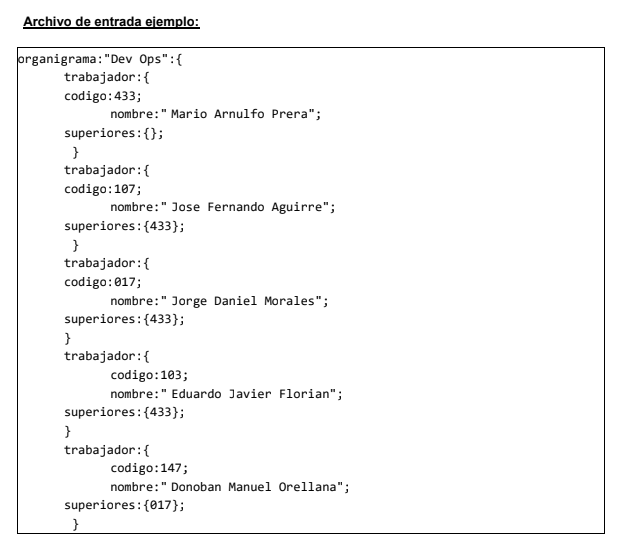 Archivo de entrada ejemplo:
organigrama:"Dev Ops":{
trabajador:{
codigo:433;
nombre:" Mario Arnulfo Prera";
superiores:{};
}
trabajador:{
codigo:107;
nombre:" Jose Fernando Aguirre";
superiores:{433};
}
trabajador:{
codigo:017;
nombre:" Jorge Daniel Morales";
superiores:{433};
}
trabajador:{
codigo:103;
nombre:" Eduardo Javier Florian";
superiores:{433};
}
trabajador:{
codigo:147;
nombre:" Donoban Manuel Orellana";
superiores:{017};
}